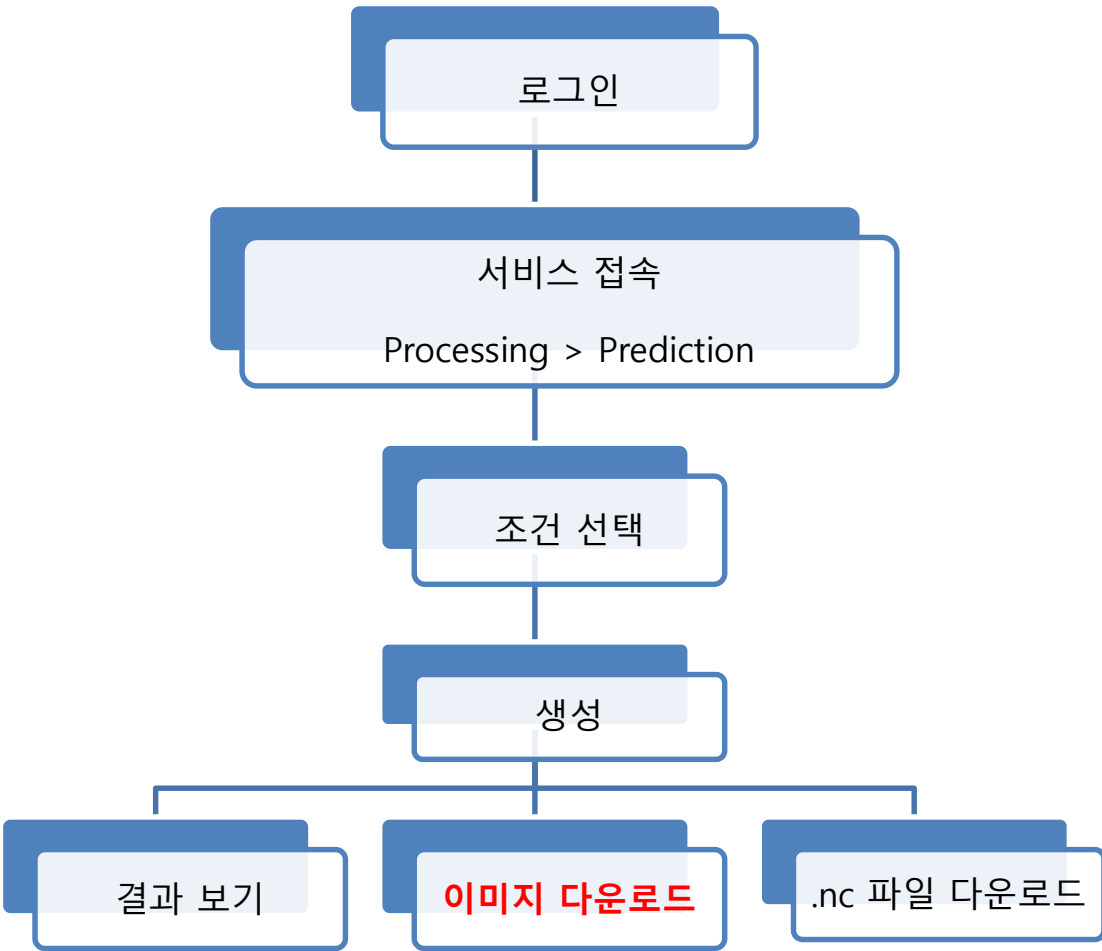 로그인
서비스 접속
Processing > Prediction
조건 선택
생성
결과 보기
이미지 다운로드
.nc 파일 다운로드